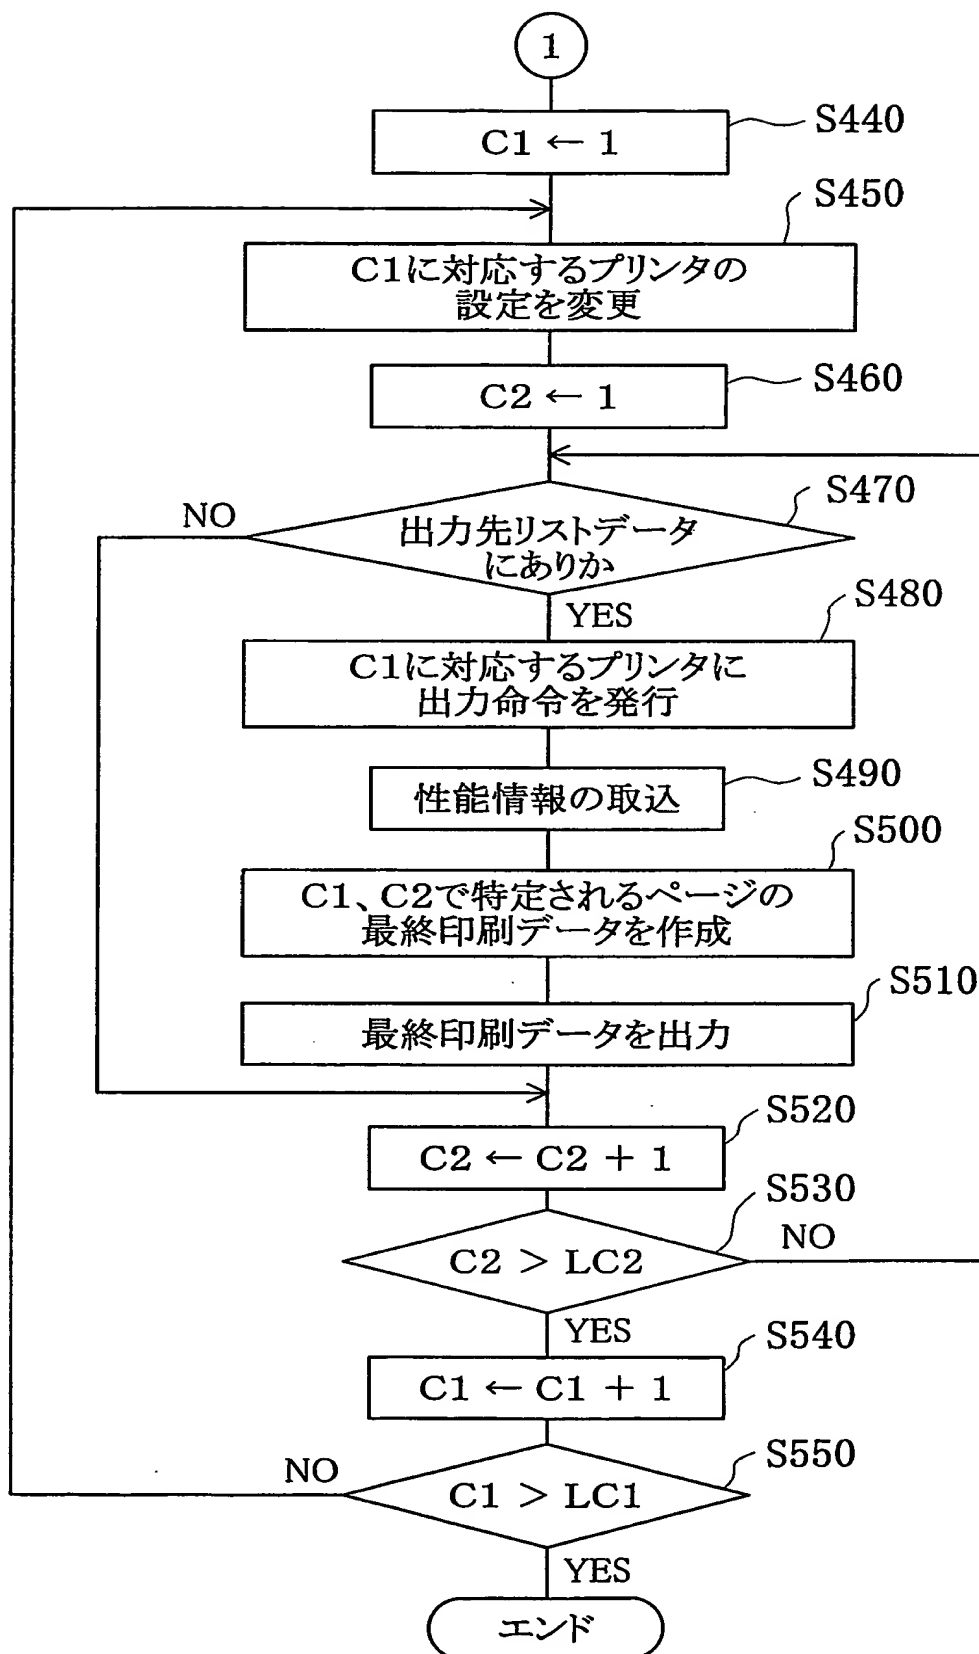 1
C1 ← 1
S440
S450
C1に対応するプリンタの
設定を変更
C2 ← 1
S460
S470
NO
出力先リストデータ
にありか
YES
S480
C1に対応するプリンタに
出力命令を発行
性能情報の取込
S490
S500
C1、C2で特定されるページの
最終印刷データを作成
S510
最終印刷データを出力
S520
C2 ← C2 + 1
S530
C2 > LC2
NO
YES
S540
C1 ← C1 + 1
S550
NO
C1 > LC1
YES
エンド